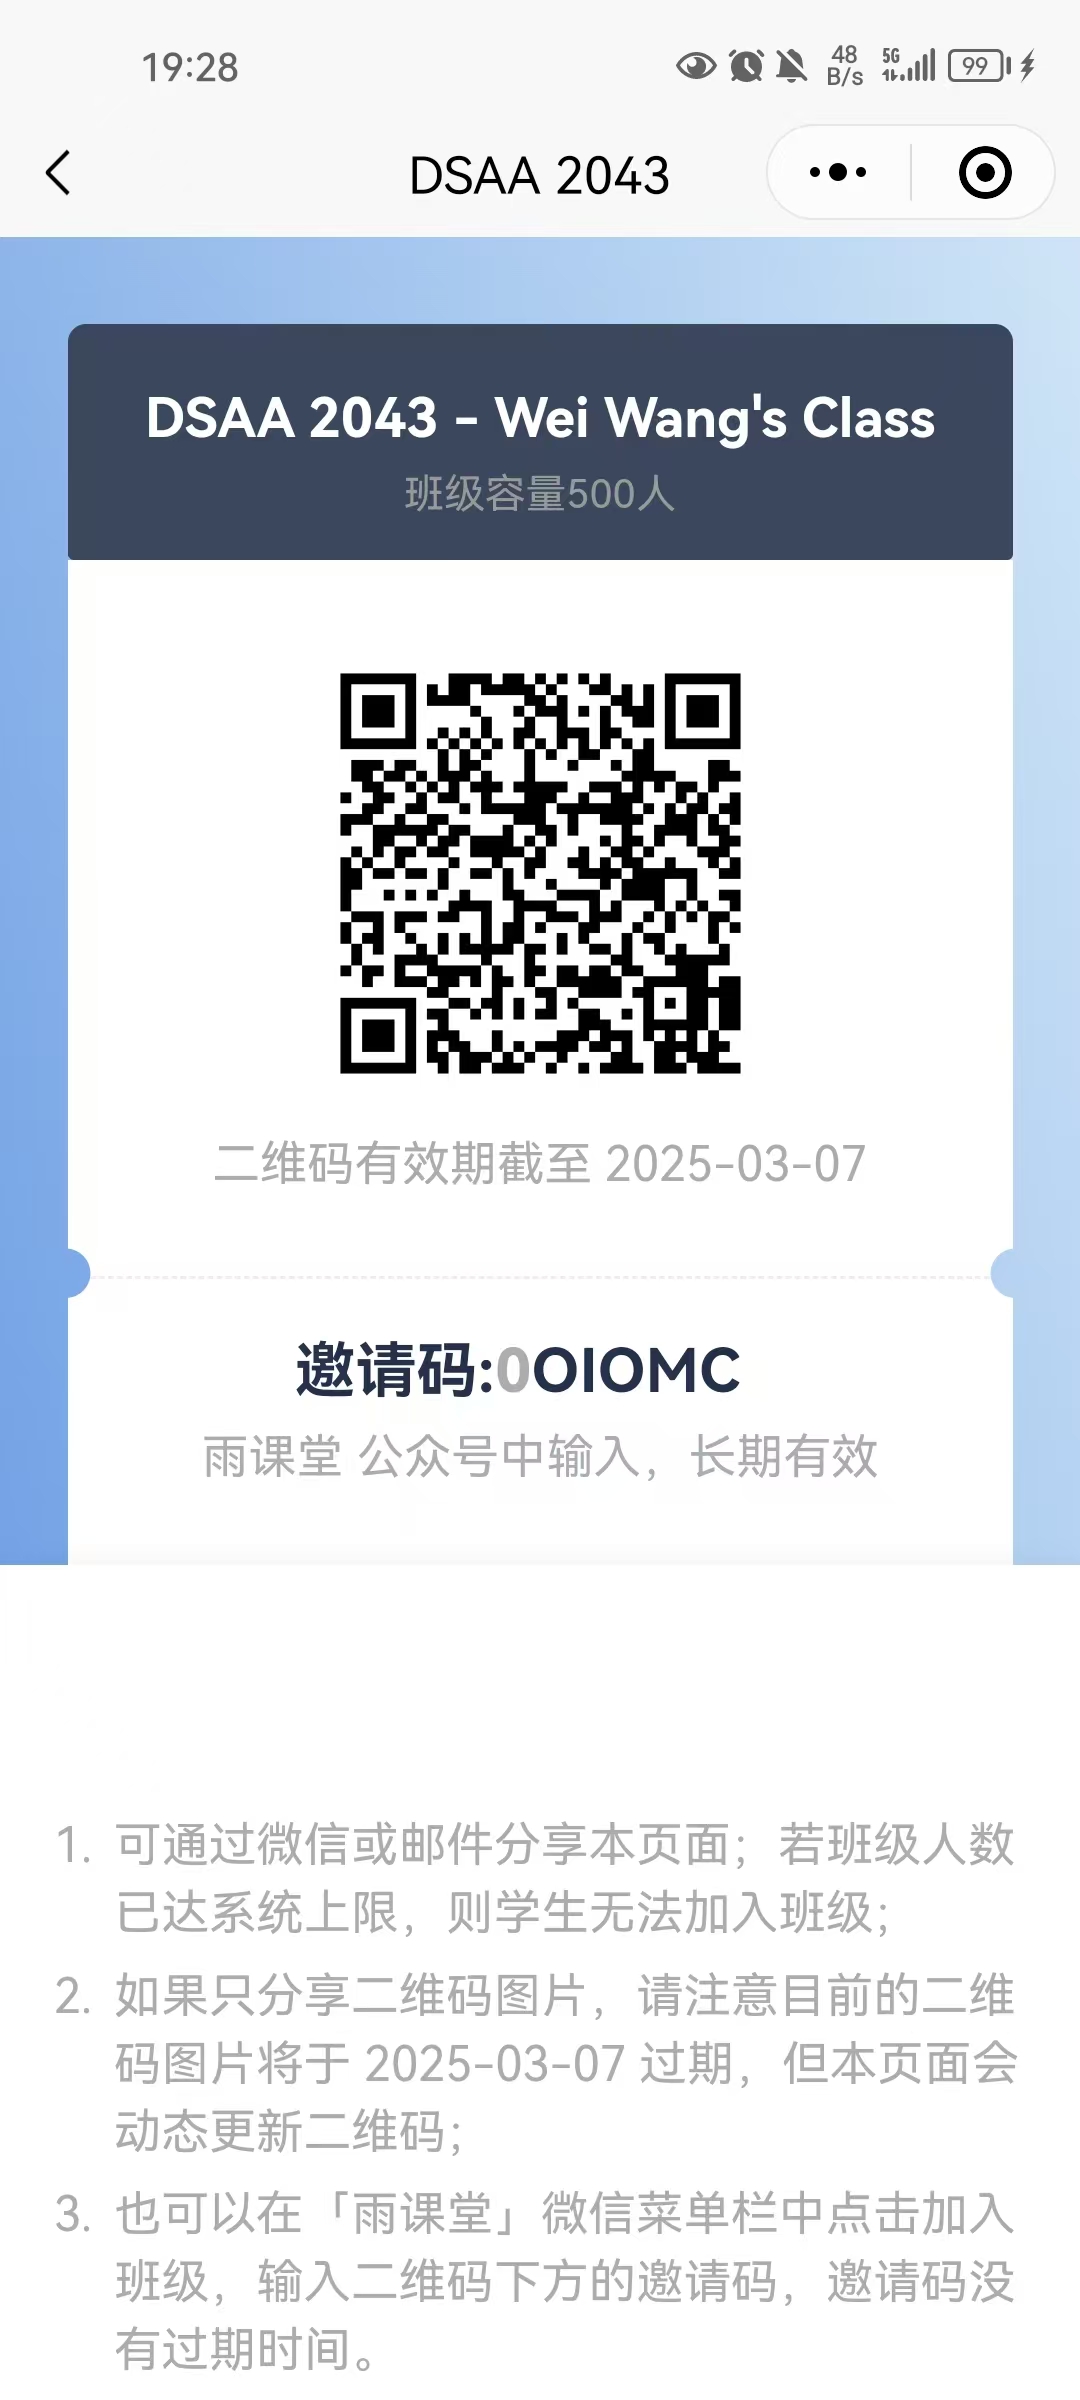 19:28
48
B/s
5G
99
DSAA 2043
DSAA 2043 - Wei Wang's Class
班级容量500人
二维码有效期截至 2025-03-07
邀请码:0OIOMC
雨课堂 公众号中输入，长期有效
1. 可通过微信或邮件分享本页面；若班级人数
已达系统上限，则学生无法加入班级；
2. 如果只分享二维码图片，请注意目前的二维
码图片将于 2025-03-07 过期，但本页面会
动态更新二维码；
3. 也可以在「雨课堂」微信菜单栏中点击加入
班级，输入二维码下方的邀请码，邀请码没
有过期时间。